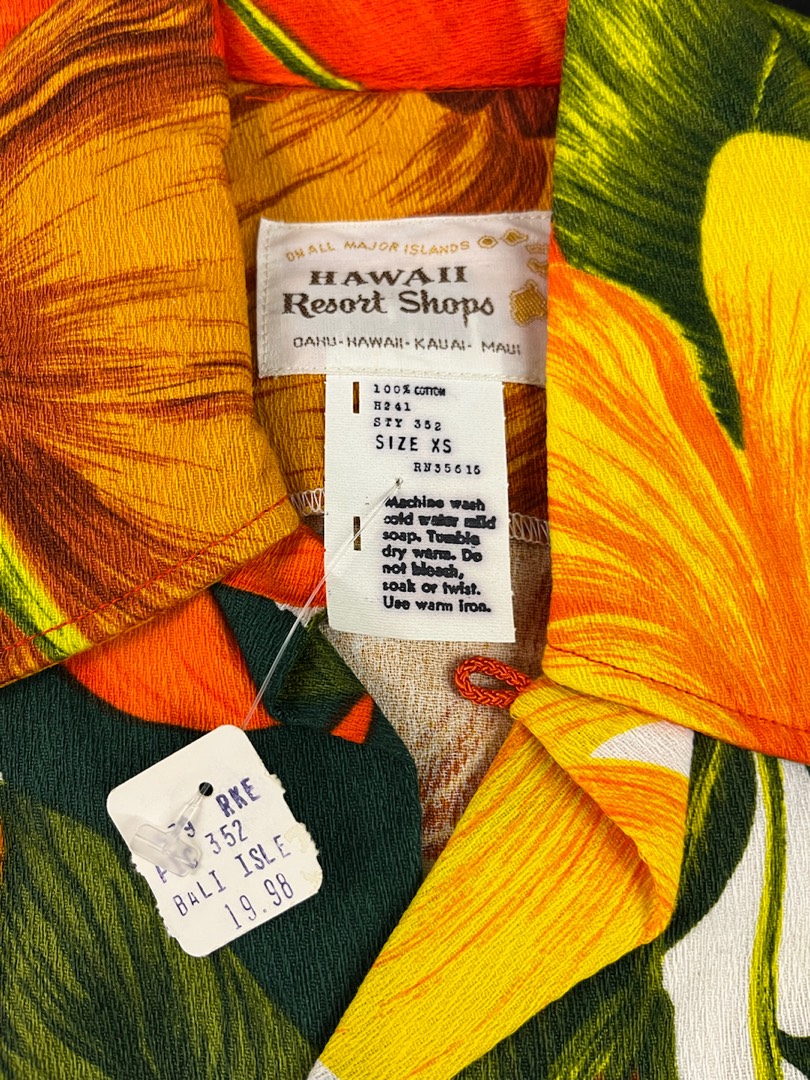 ON ALL MAJOR ISLANDS
HAWAII
Resort Shops
OAHU-HAWAII-KAUAI-MAUI
100% COTTON
H241
STY 352
SIZE XS
RN35615
Machine wash
cold water mild
soap. Tumble
dry warm. Do
not bleach,
soak or twist.
Use warm iron.
RKE
352
BALI ISLE
19.98